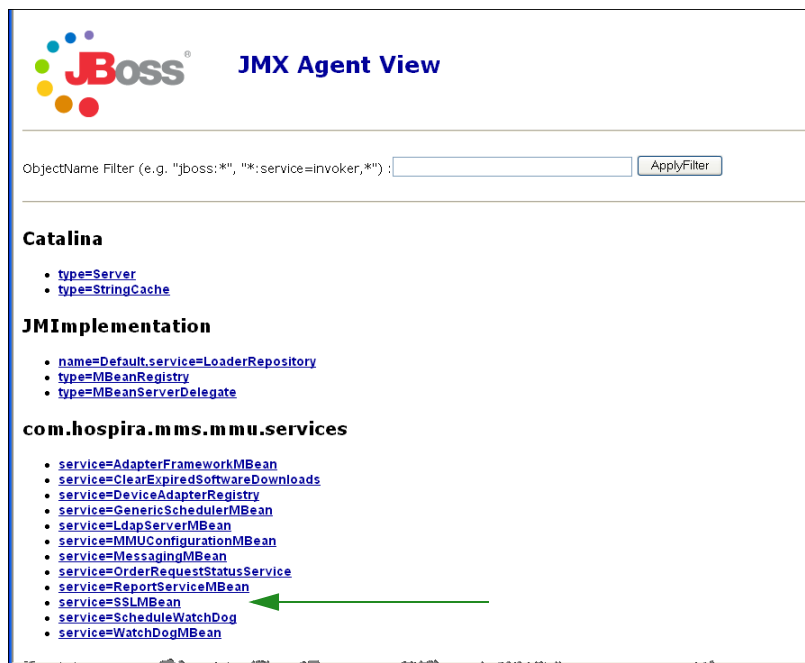 JBoss®
JMX Agent View
ObjectName Filter (e.g. "jboss:*", "*:service=invoker,*") :
ApplyFilter
Catalina
type=Server
type=StringCache
JMImplementation
name=Default,service=LoaderRepository
type=MBeanRegistry
type=MBeanServerDelegate
com.hospira.mms.mmu.services
service=AdapterFrameworkMBean
service=ClearExpiredSoftwareDownloads
service=DeviceAdapterRegistry
service=GenericSchedulerMBean
service=LdapServerMBean
service=MMUConfigurationMBean
service=MessagingMBean
service=OrderRequestStatusService
service=ReportServiceMBean
service=SSLMBean
service=ScheduleWatchDog
service=WatchDogMBean